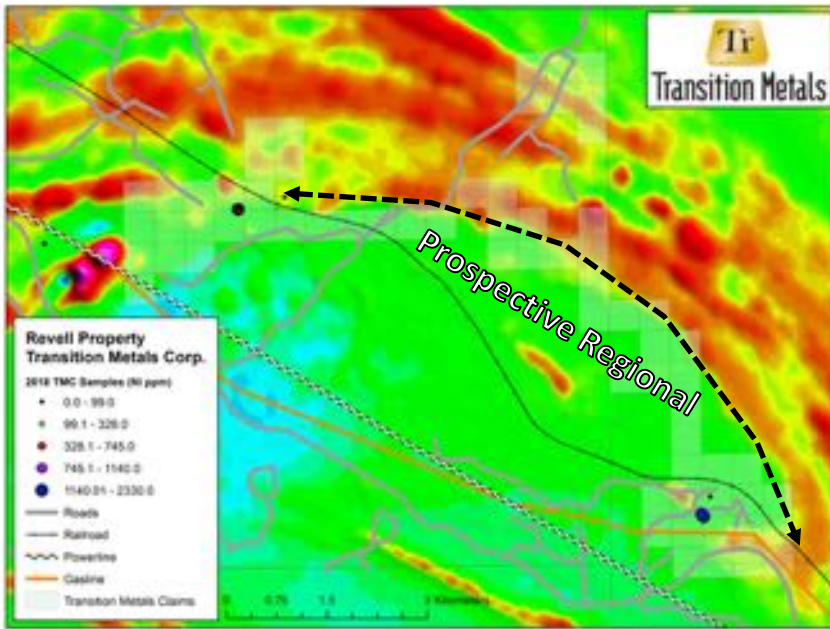 Tr
Transition Metals
Prospective Regional
Revell Property
Transition Metals Corp.
2018 TMC Samples (Ni ppm)
0.0 - 99.0
99.1 - 328.0
328.1 - 745.0
745.1 - 1140.0
1140.01 - 2330.0
Roads
Railroad
Powerline
Gasline
Transition Metals Claims
0 0.75 1.5 3 Kilometers